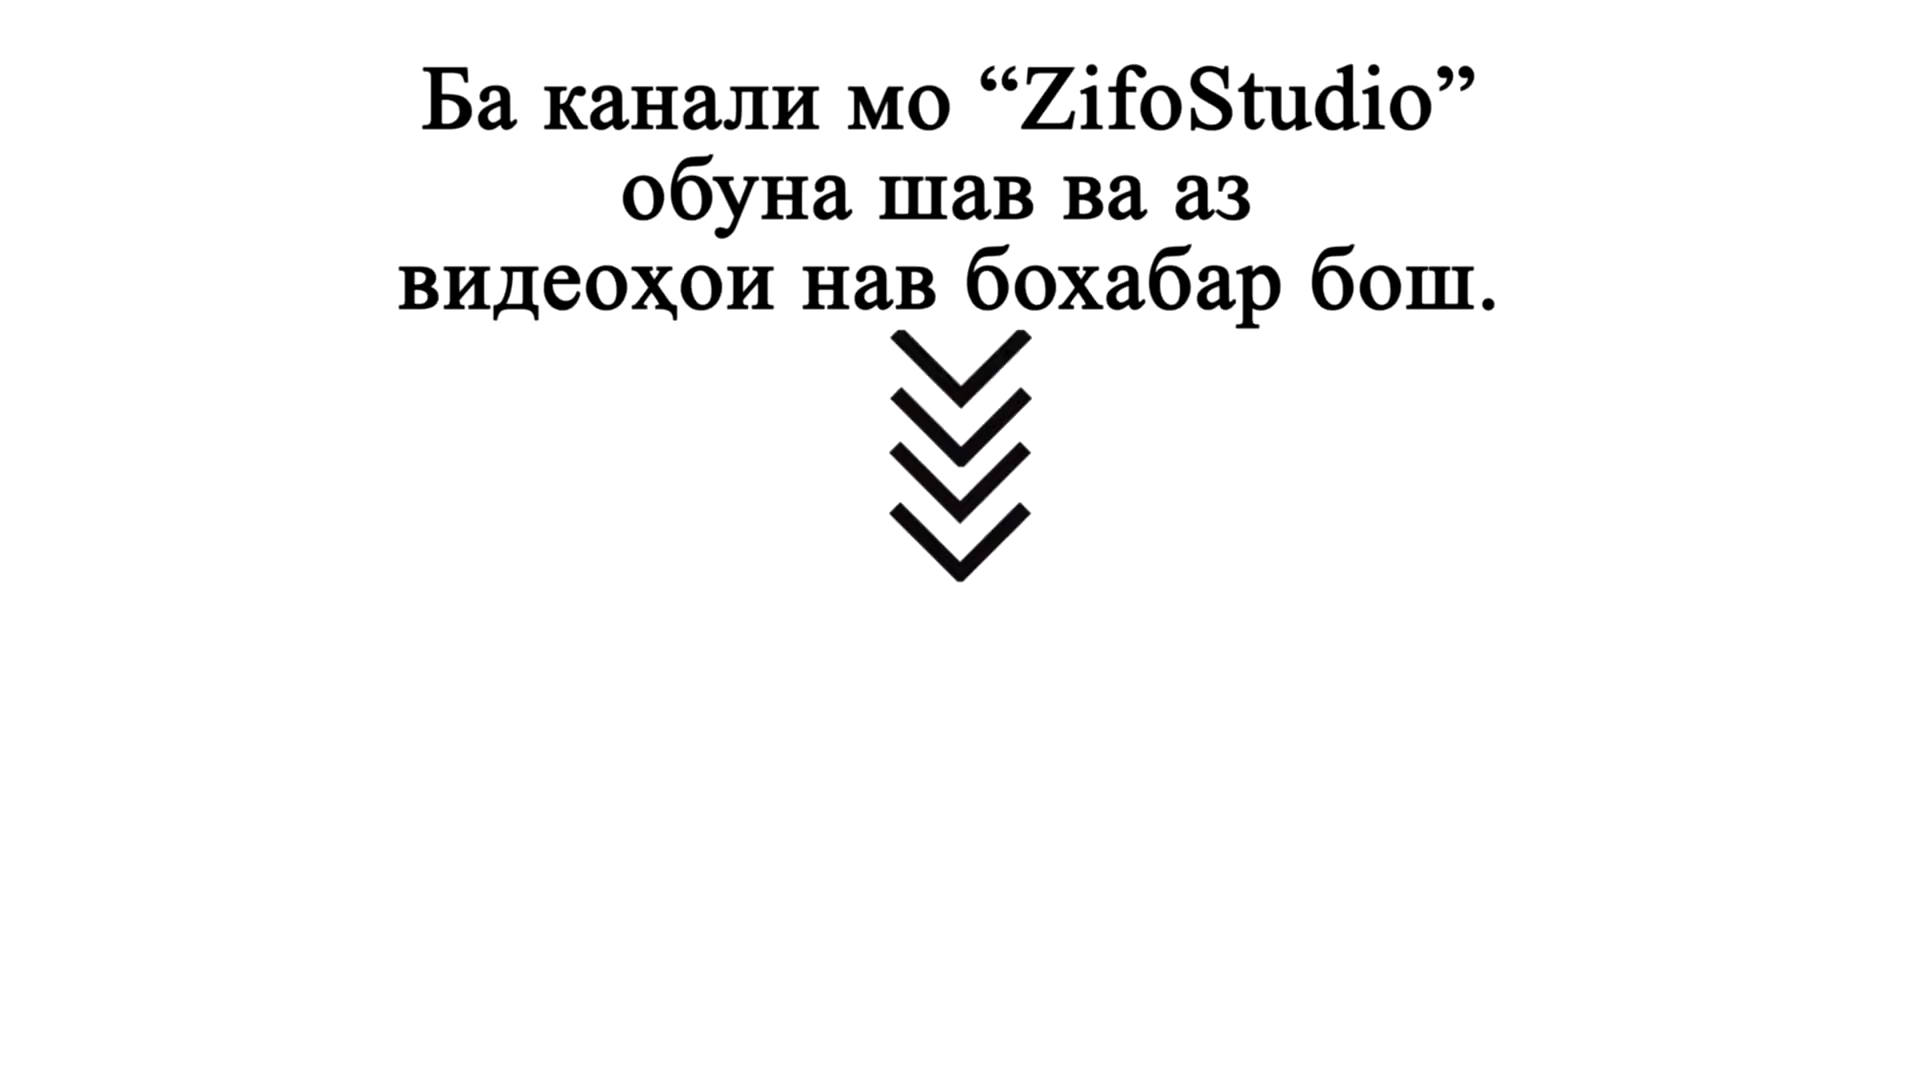 Ба канали мо “ZifoStudio”
обуна шав ва аз
видеоҳои нав бохабар бош.